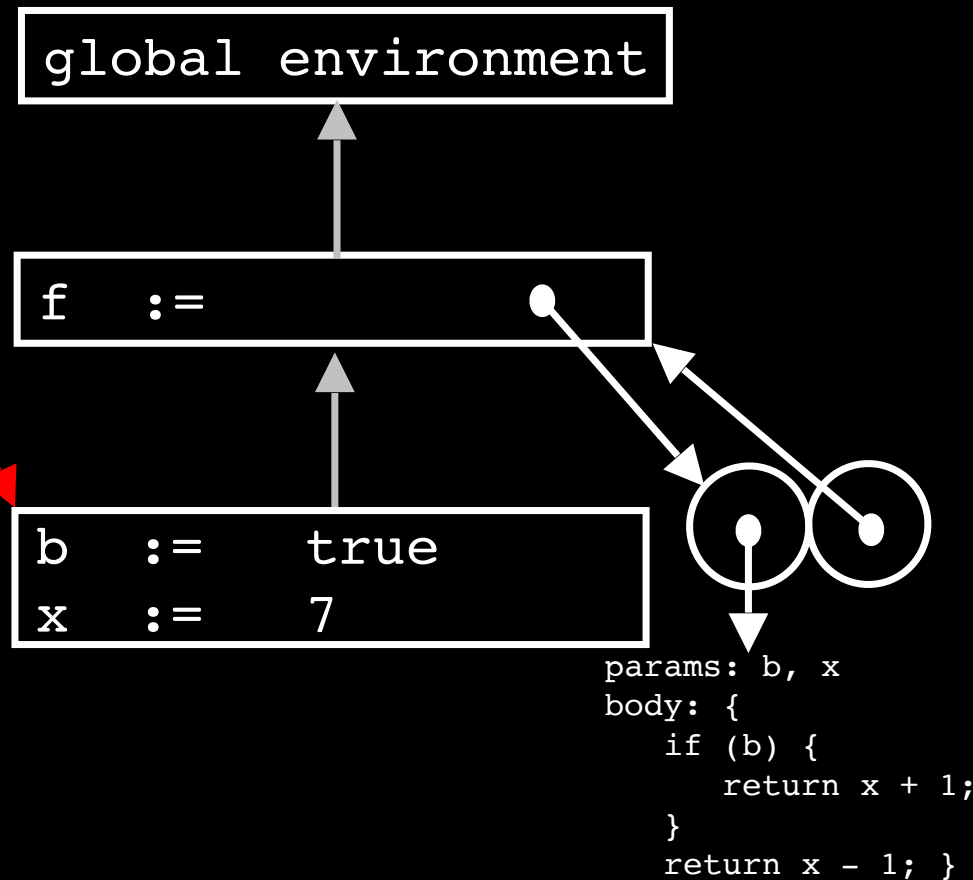 global environment
f := 
b := true
x := 7
params: b, x
body: {
if (b) {
return x + 1;
}
return x - 1; }